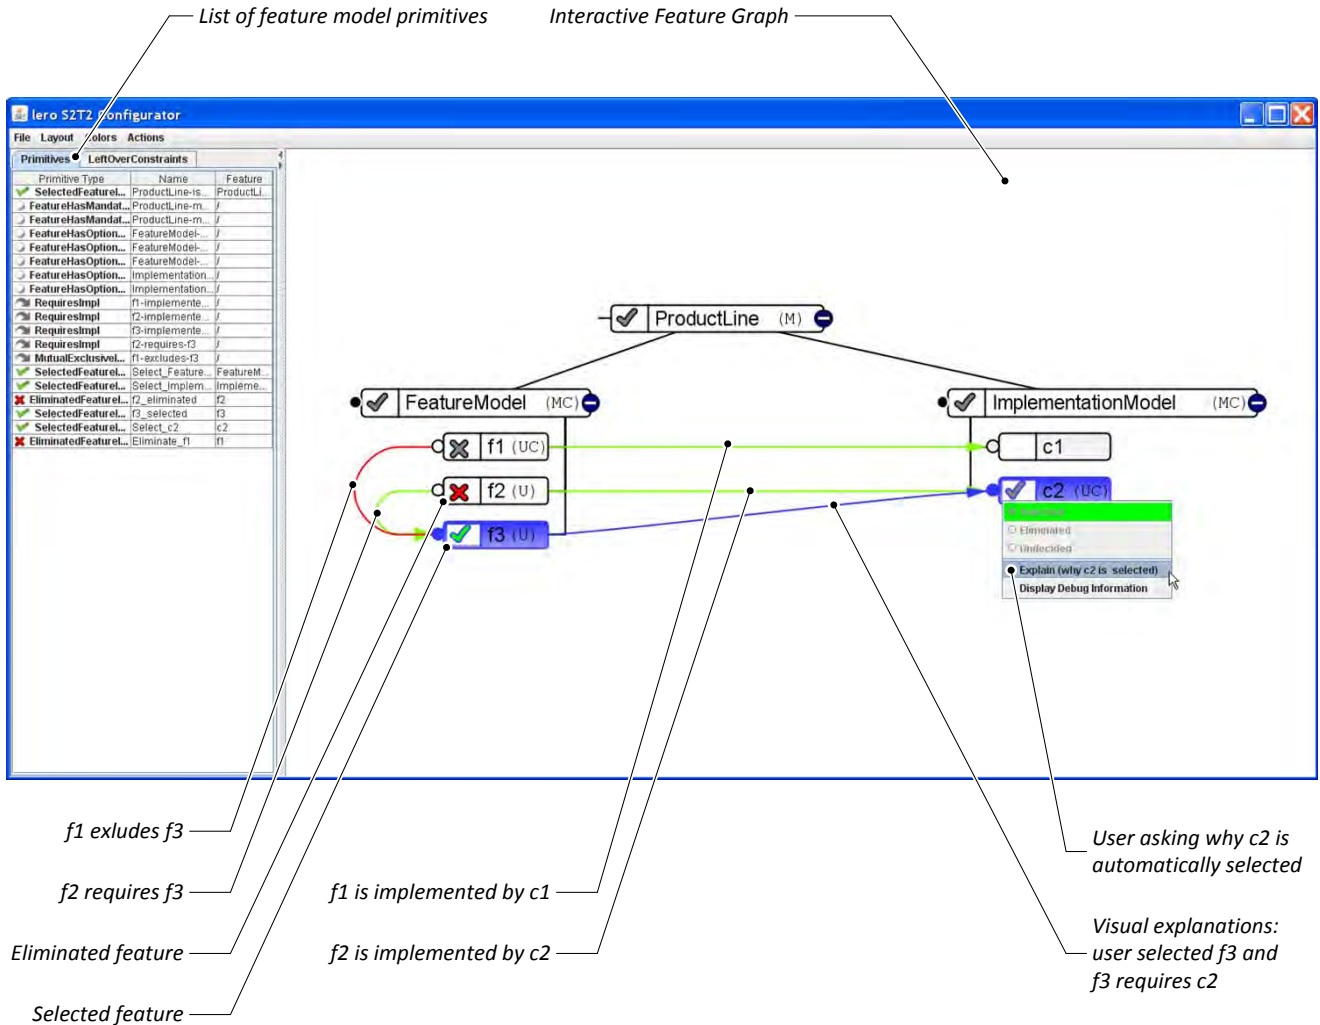 List of feature model primitives
Interactive Feature Graph
lero S2T2 Configurator
File Layout Colors Actions
Primitives LeftOverConstraints
Primitive Type Name Feature
SelectedFeatureI... ProductLine-is... ProductLi...
FeatureHasMandat... ProductLine-m... /
FeatureHasMandat... ProductLine-m... /
FeatureHasOption... FeatureModel-... /
FeatureHasOption... FeatureModel-... /
FeatureHasOption... FeatureModel-... /
FeatureHasOption... Implementation... /
FeatureHasOption... Implementation... /
RequiresImpl f1-implemente... /
RequiresImpl f2-implemente... /
RequiresImpl f3-implemente... /
RequiresImpl f2-requires-f3 /
MutualExclusiveI... f1-excludes-f3 /
SelectedFeatureI... Select_Feature... FeatureM...
SelectedFeatureI... Select_Implem... Impleme...
EliminatedFeatureI... f2_eliminated f2
SelectedFeatureI... f3_selected f3
SelectedFeatureI... Select_c2 c2
EliminatedFeatureI... Eliminate_f1 f1
ProductLine (M)
FeatureModel (MC)
ImplementationModel (MC)
f1 (UC)
c1
f2 (U)
c2 (UC)
f3 (U)
Eliminated
Undecided
Explain (why c2 is selected)
Display Debug Information
f1 exludes f3
f2 requires f3
Eliminated feature
Selected feature
f1 is implemented by c1
f2 is implemented by c2
User asking why c2 is
automatically selected
Visual explanations:
user selected f3 and
f3 requires c2